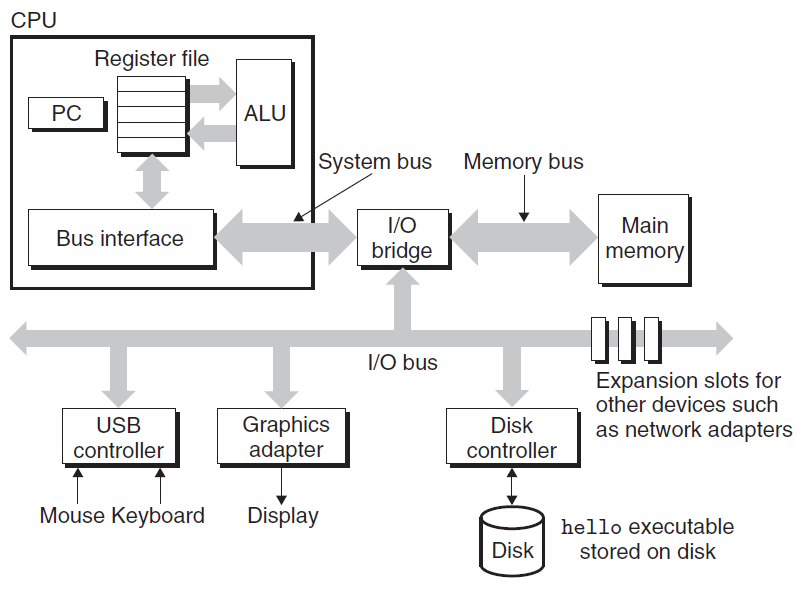 CPU
Register file
PC
ALU
System bus
Memory bus
Bus interface
I/O
bridge
Main
memory
I/O bus
Expansion slots for
other devices such
as network adapters
USB
controller
Graphics
adapter
Disk
controller
Mouse Keyboard
Display
Disk
hello executable
stored on disk